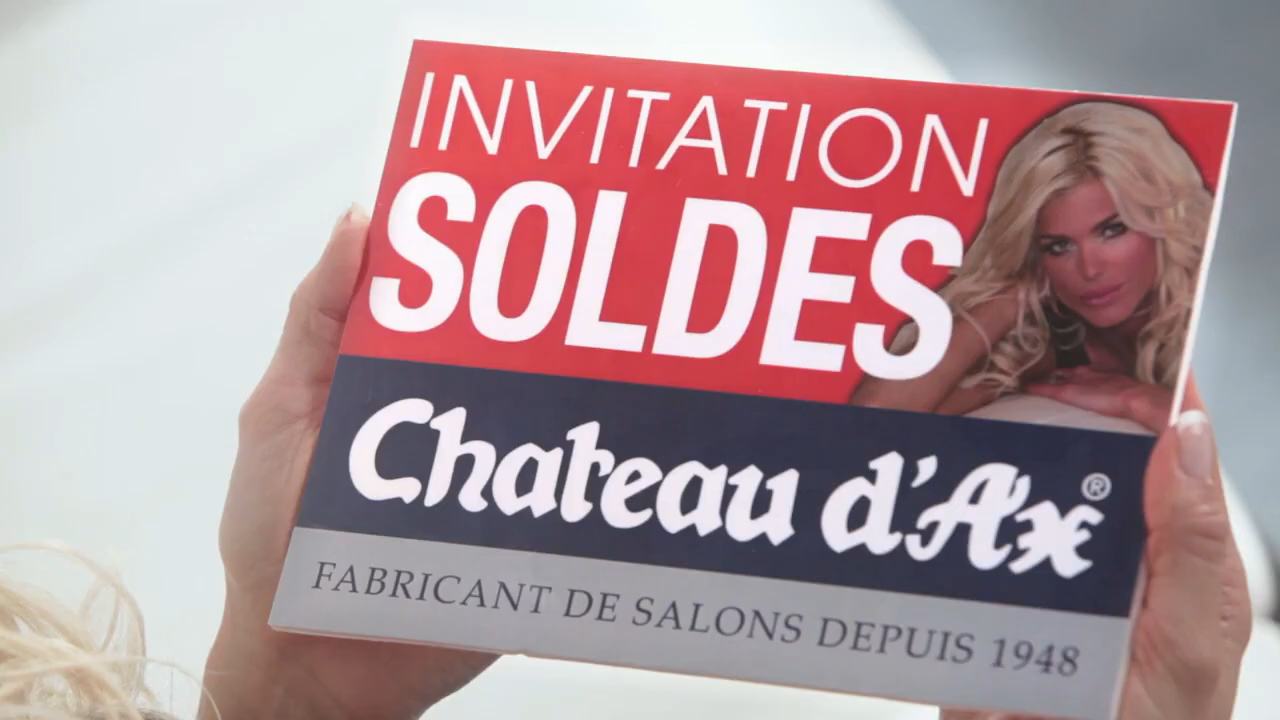 INVITATION
SOLDES
Chateau d'Ax®
FABRICANT DE SALONS DEPUIS 1948